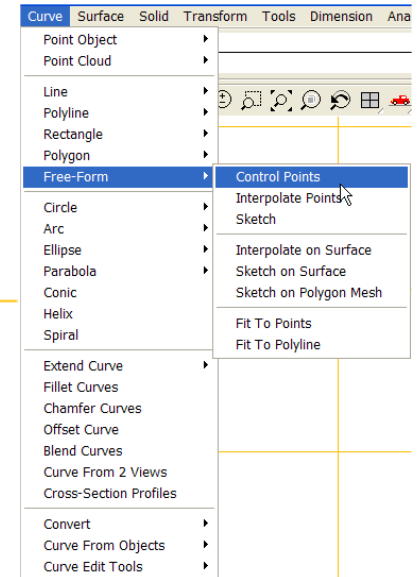 Curve Surface Solid Transform Tools Dimension Ana
Point Object
Point Cloud
Line
Polyline
Rectangle
Polygon
Free-Form
Control Points
Interpolate Points
Sketch
Interpolate on Surface
Sketch on Surface
Sketch on Polygon Mesh
Fit To Points
Fit To Polyline
Circle
Arc
Ellipse
Parabola
Conic
Helix
Spiral
Extend Curve
Fillet Curves
Chamfer Curves
Offset Curve
Blend Curves
Curve From 2 Views
Cross-Section Profiles
Convert
Curve From Objects
Curve Edit Tools